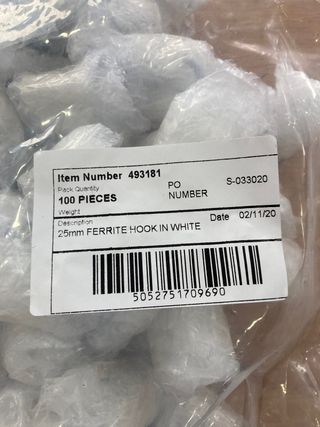 Item Number 493181
Pack Quantity
100 PIECES
PO NUMBER
S-033020
Weight
Description
Date 02/11/20
25mm FERRITE HOOK IN WHITE
5052751709690